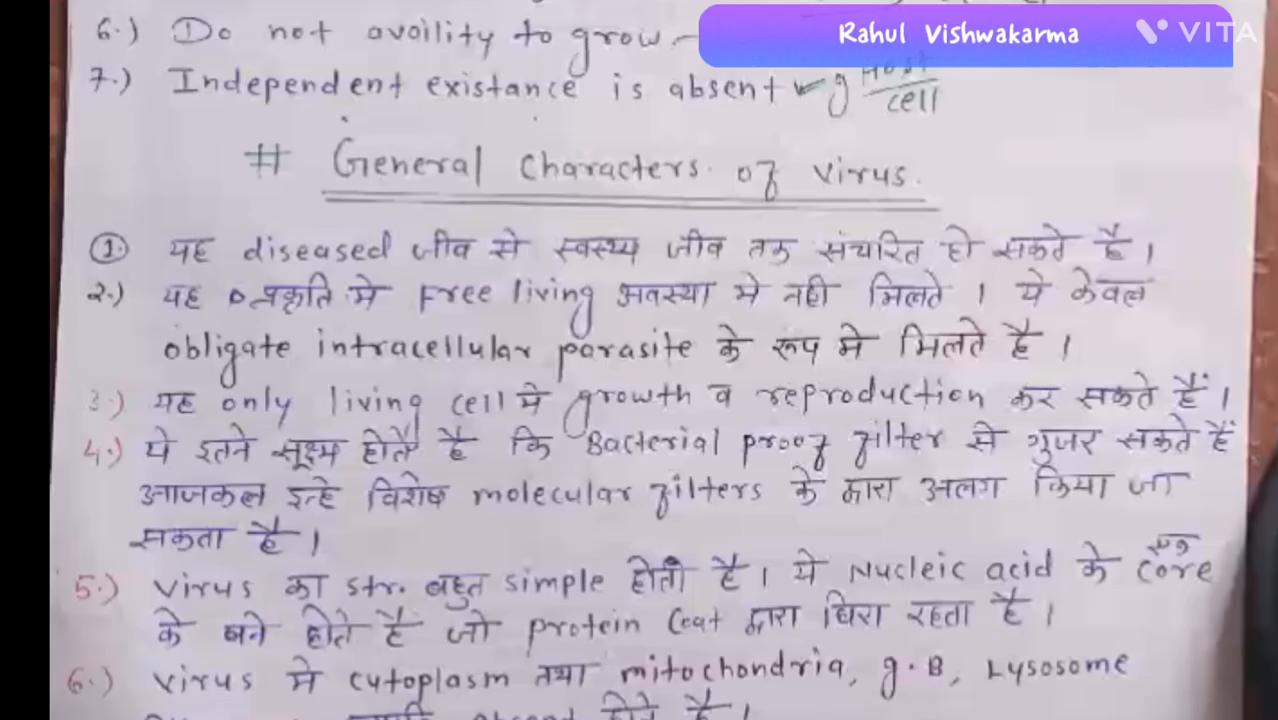 Rahul Vishwakarma
VITA
6.) Do not avoility to grow.
7.) Independent existance is absent g Host
cell
# General Characters of virus.
1. यह diseased जीव से स्वस्थ्य जीव तक संचरित हो सकते है।
2.) यह प्रकृति मे free living अवस्था मे नही मिलते । ये केवल
obligate intracellular parasite के रूप मे मिलते है ।
3.) यह only living cell मे growth व reproduction कर सकते हैं।
4.) ये इतने सूक्ष्म होते है कि Bacterial proof filter से गुजर सकते हैं
आजकल इन्हे विशेष molecular filters के द्वारा अलग किया जा
सकता है ।
एक
5.) virus का str. बहुत simple होती है। ये Nucleic acid के core
के बने होते है जो protein coat द्वारा घिरा रहता है ।
6.) virus मे cytoplasm तथा mitochondria, g.B, Lysosome
होते है।